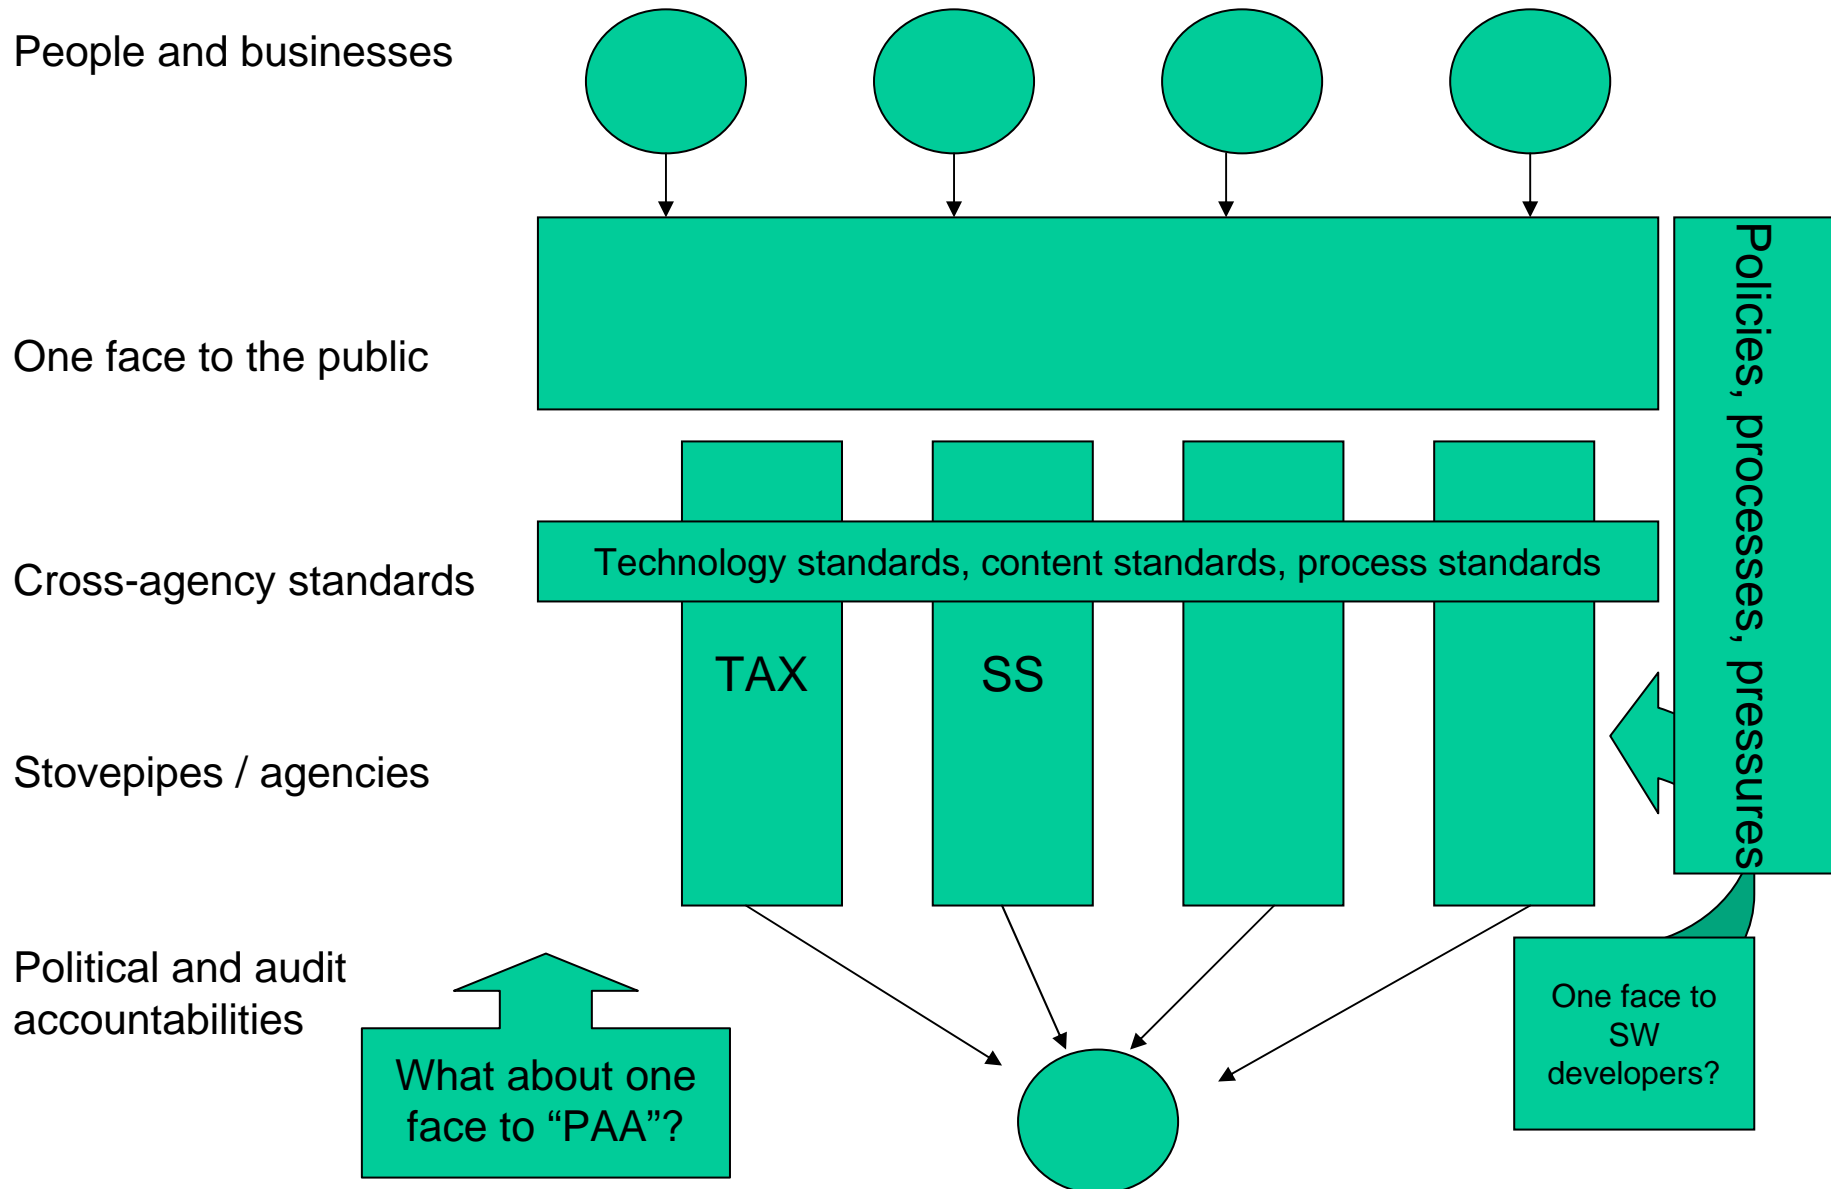 People and businesses
One face to the public
Policies, processes, pressures
Cross-agency standards
Technology standards, content standards, process standards
TAX
SS
Stovepipes / agencies
Political and audit
accountabilities
What about one
face to “PAA”?
One face to
SW
developers?